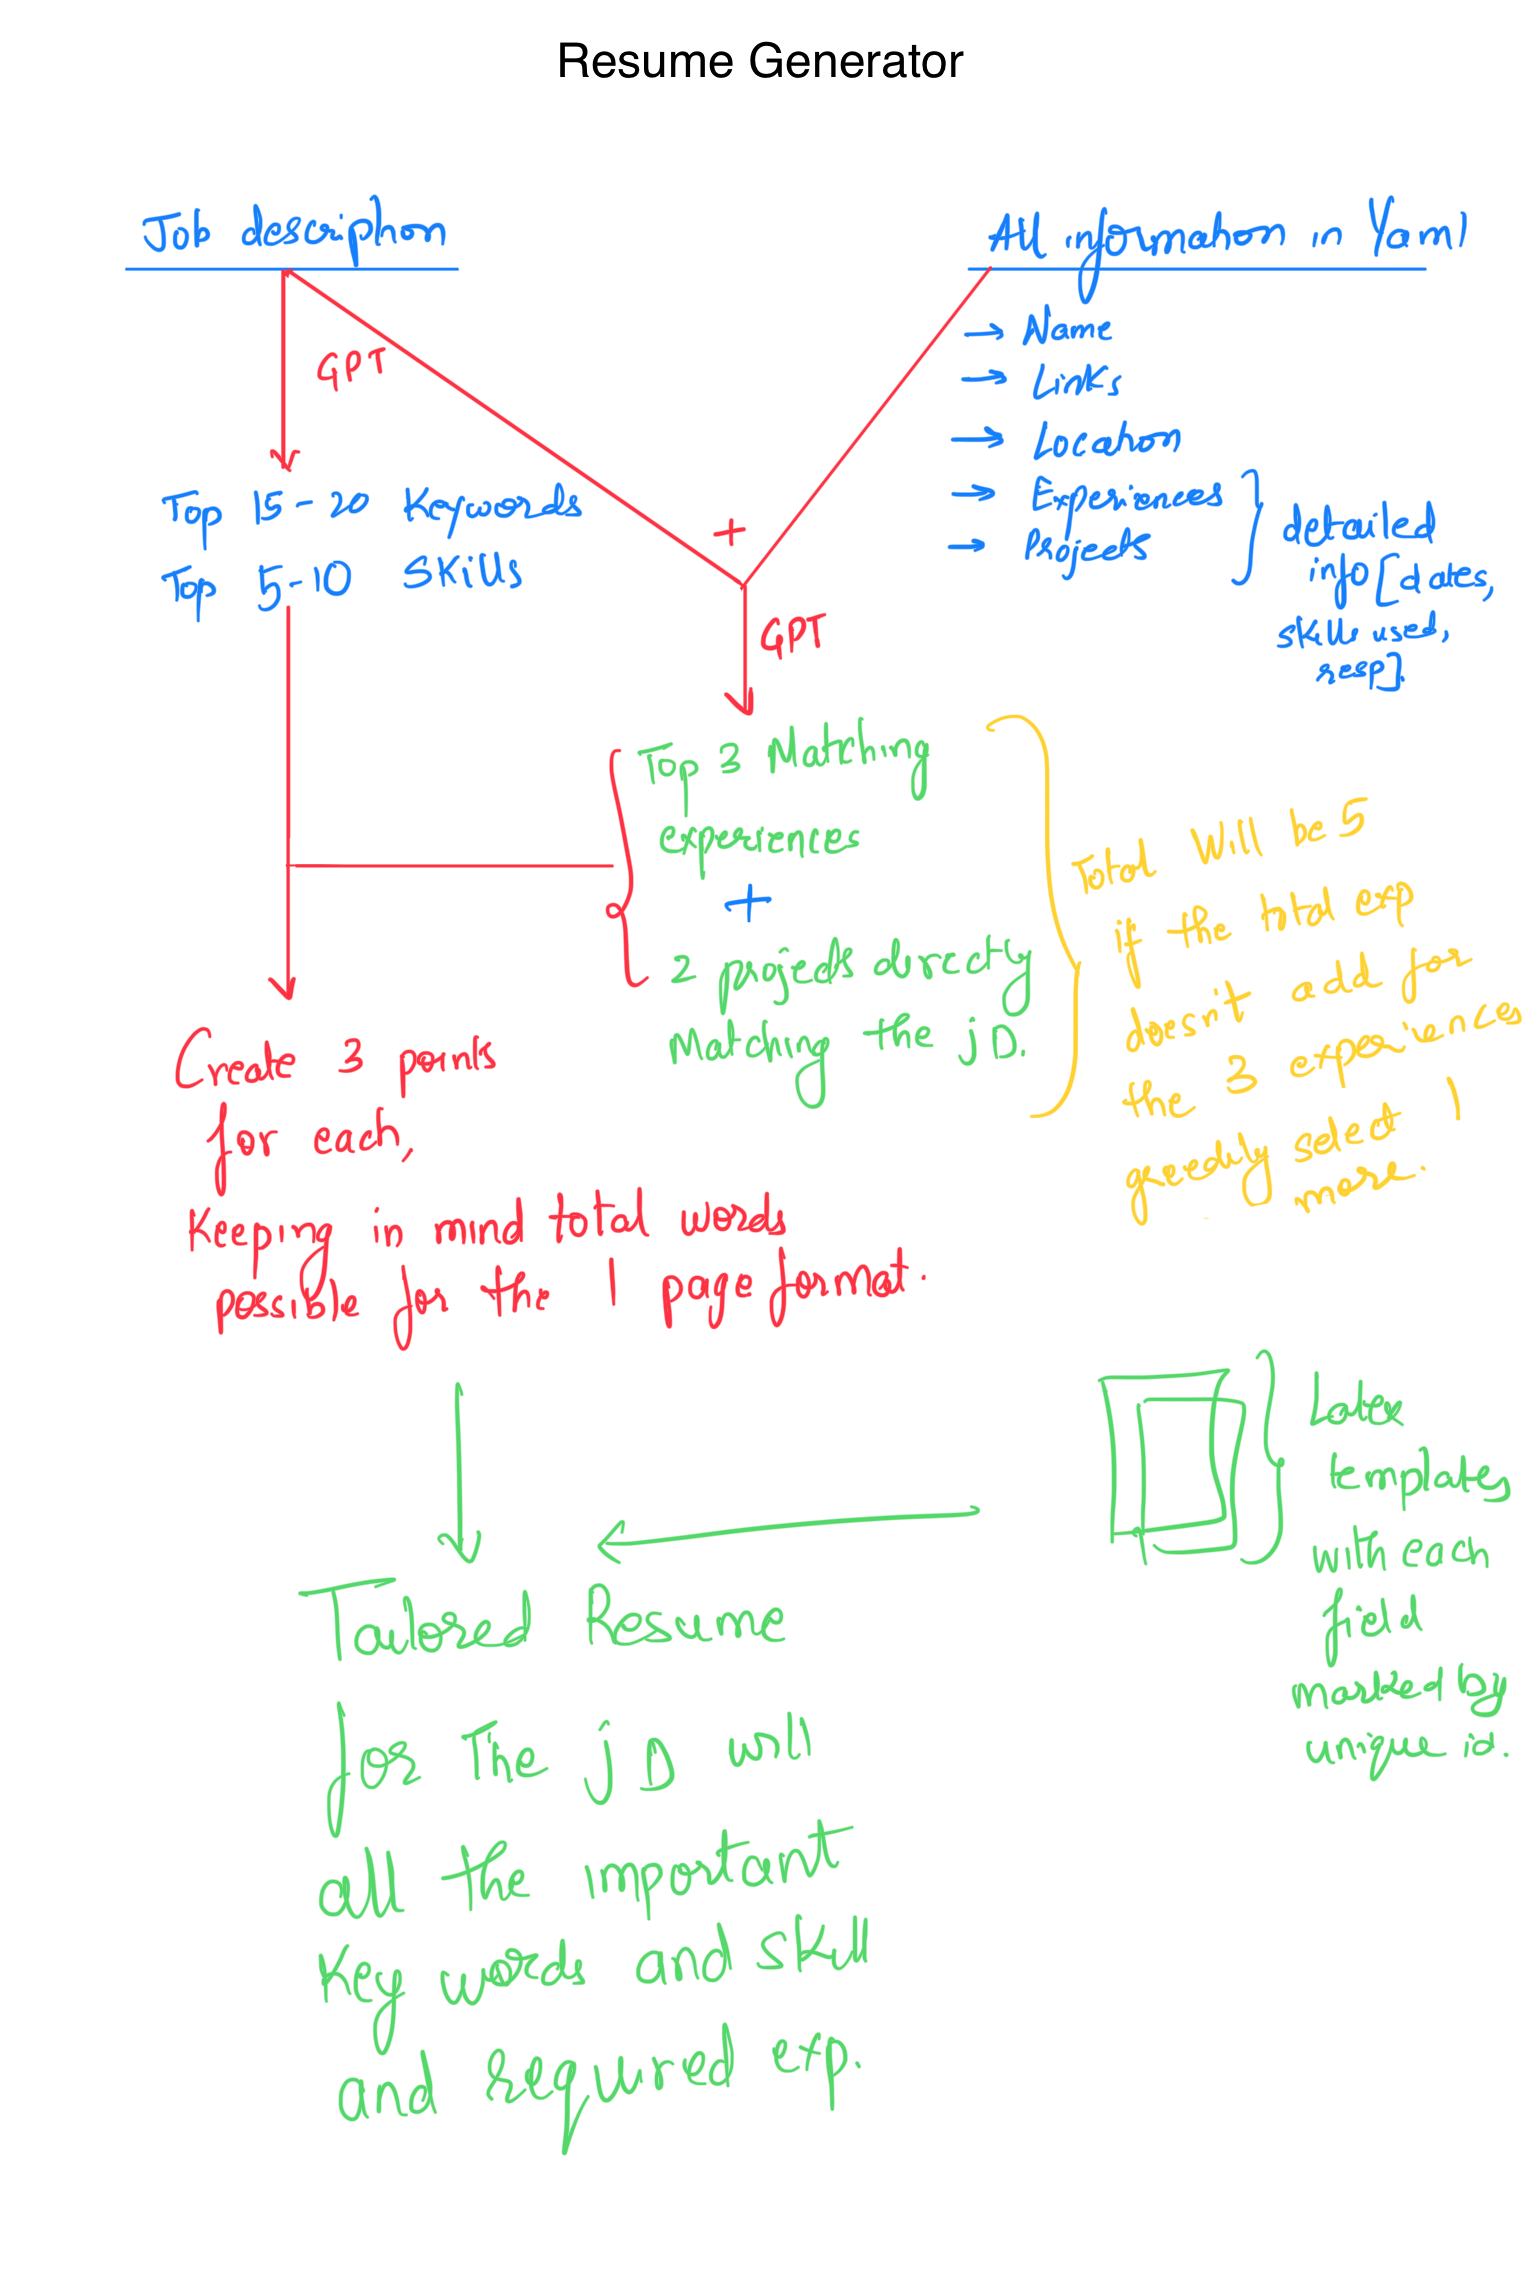 Resume Generator
Job description
All information in Yaml
→ Name
→ Links
→ Location
→ Experiences
→ Projects
detailed
info [dates,
skills used,
resp].
GPT
Top 15-20 Keywords
Top 5-10 Skills
+
GPT
Top 3 Matching
experiences
+
2 projects directly
Matching the jD.
Total will be 5
if the total exp
doesn't add for
the 3 experiences
greedily select 1
more.
Create 3 points
for each,
Keeping in mind total words
possible for the 1 page format.
Latex
templates
with each
field
marked by
unique id.
Tailored Resume
for The jD will
all the important
Key words and skill
and required exp.